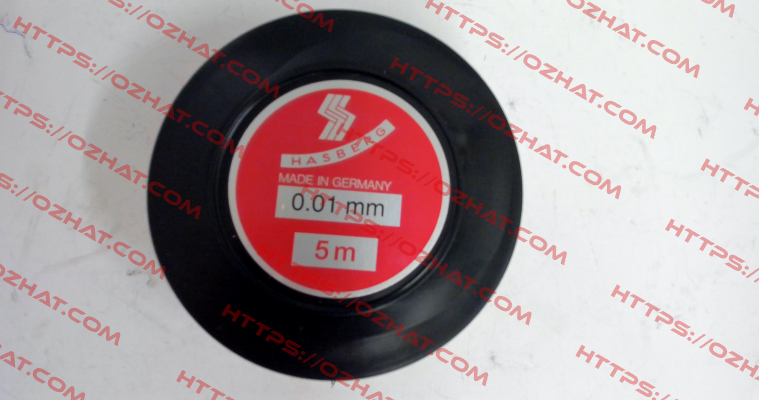 HASBERG
MADE IN GERMANY
0.01 mm
5 m
HTTPS://OZHAT.COM